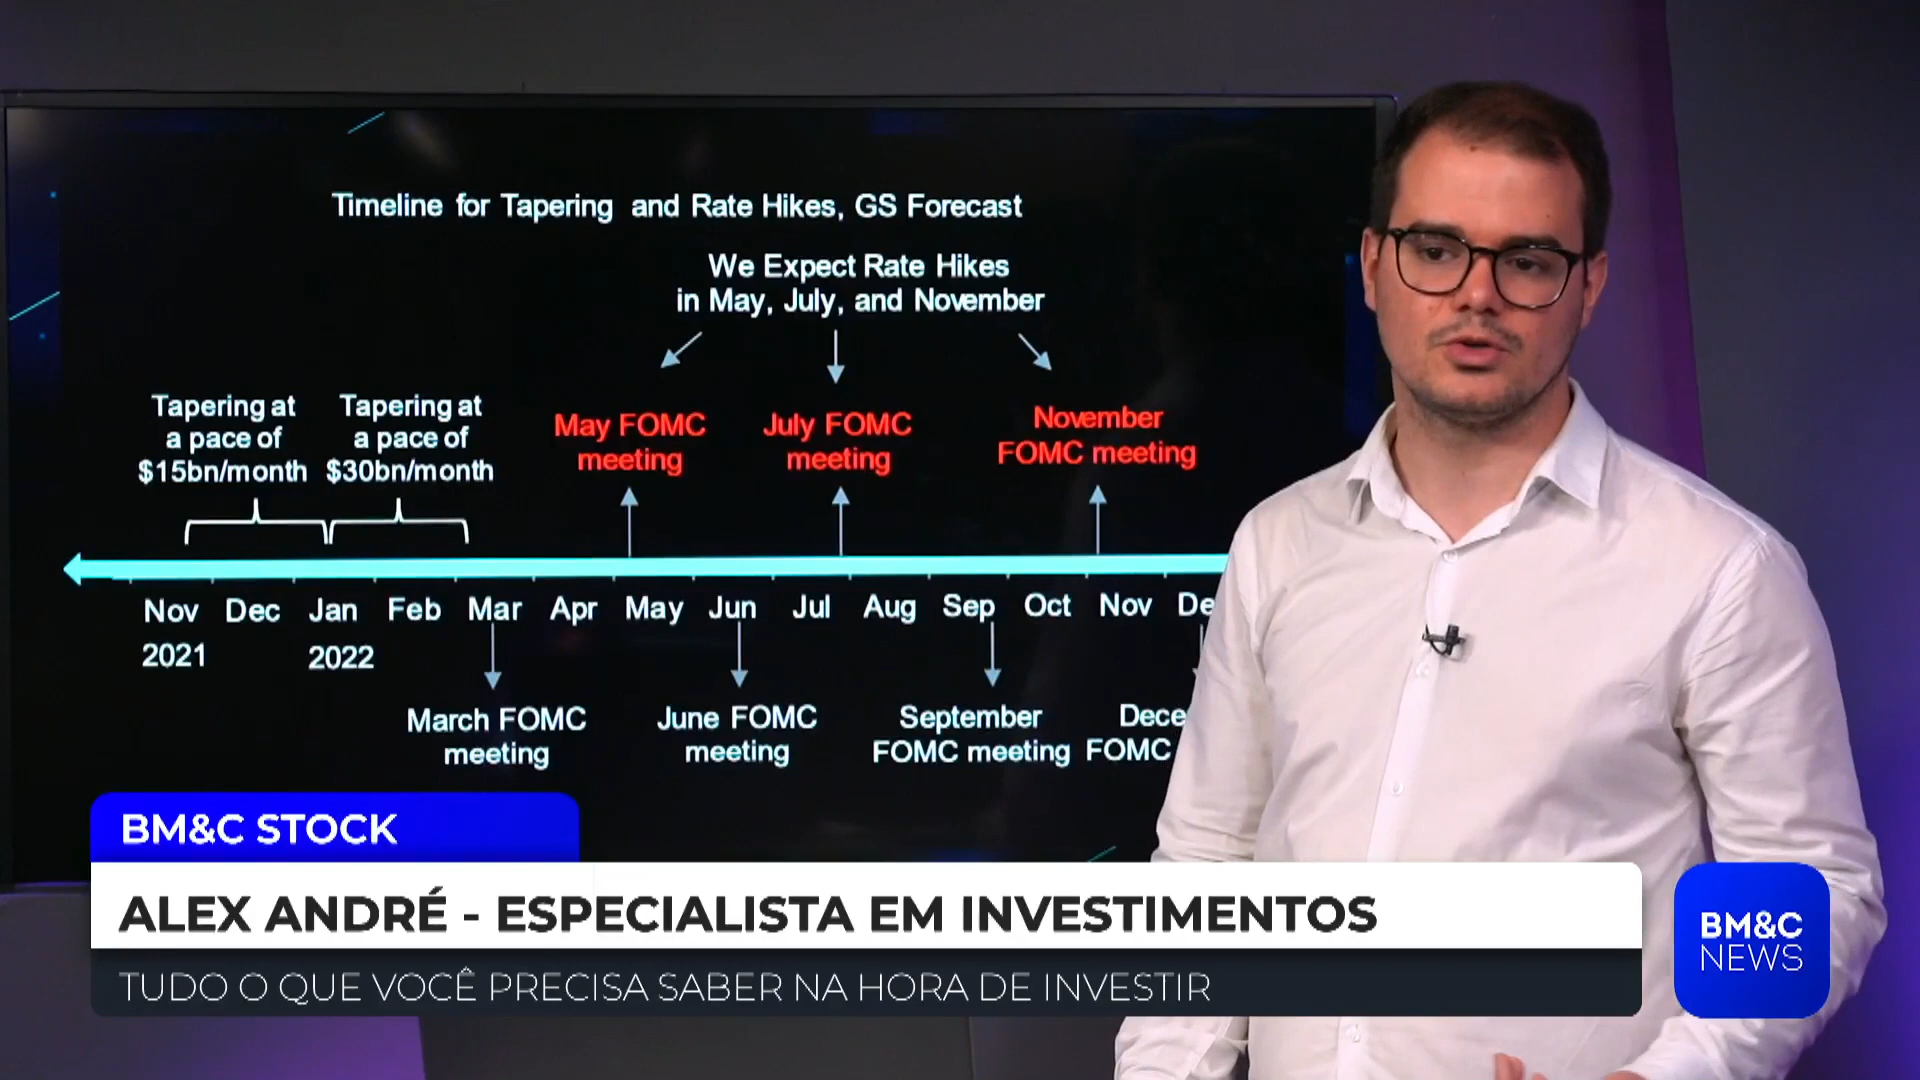 Timeline for Tapering and Rate Hikes, GS Forecast
We Expect Rate Hikes
in May, July, and November
Tapering at
a pace of
$15bn/month
Tapering at
a pace of
$30bn/month
May FOMC
meeting
July FOMC
meeting
November
FOMC meeting
Nov Dec Jan Feb Mar Apr May Jun Jul Aug Sep Oct Nov De
2021 2022
March FOMC
meeting
June FOMC
meeting
September
FOMC meeting
Dece
FOMC
BM&C STOCK
ALEX ANDRÉ - ESPECIALISTA EM INVESTIMENTOS
TUDO O QUE VOCÊ PRECISA SABER NA HORA DE INVESTIR
BM&C
NEWS